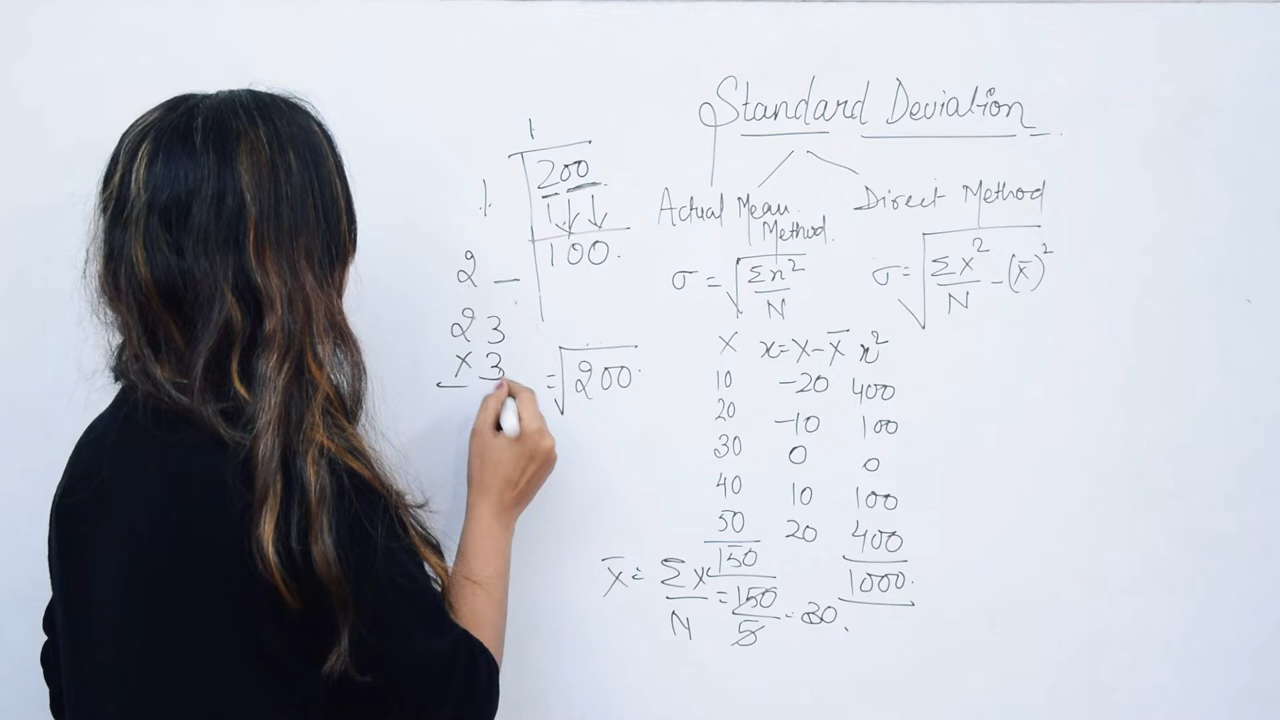 Standard Deviation
Actual Mean Method.
σ = √(Σx²/N)
Direct Method
σ = √(ΣX²/N - (X̄)²)
X x=X-X̄ x²
10 -20 400
20 -10 100
30 0 0
40 10 100
50 20 400
150 1000.
X̄ = ΣX/N = 150/5 = 30.
1
1 200
1
100.
2 _
23
×3
=√200